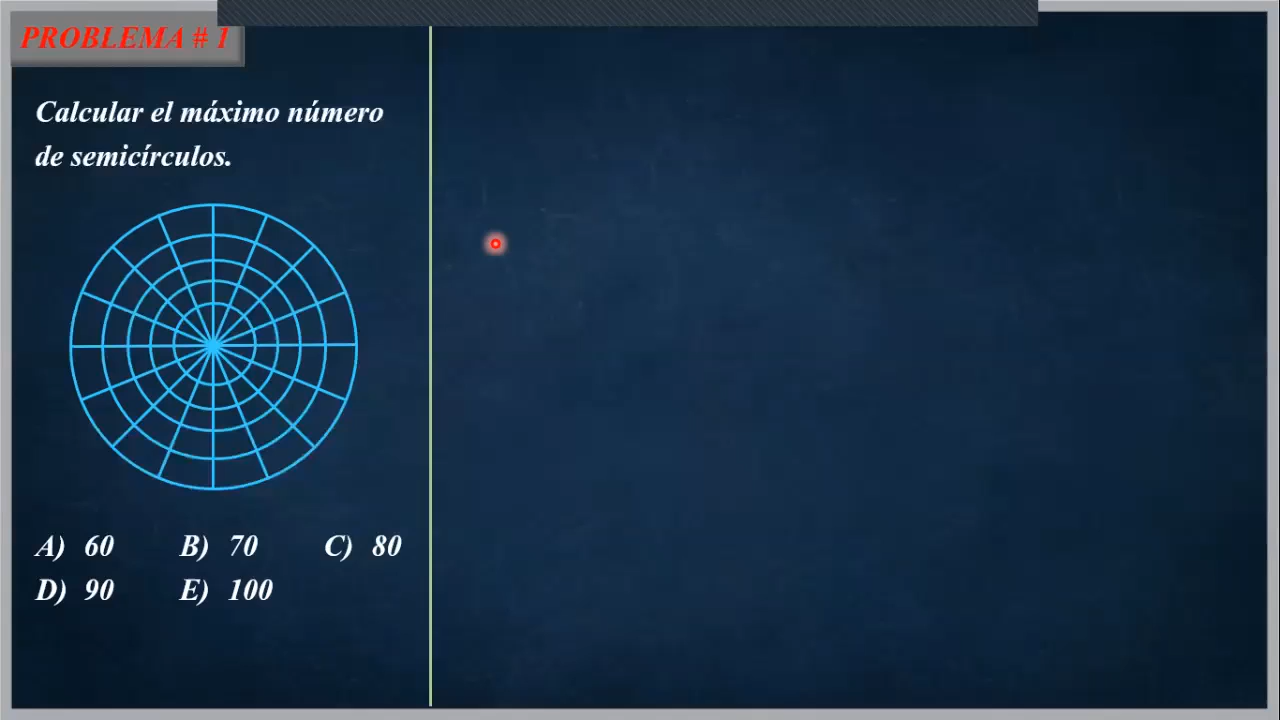 PROBLEMA # 1
Calcular el máximo número
de semicírculos.
A) 60 B) 70 C) 80
D) 90 E) 100